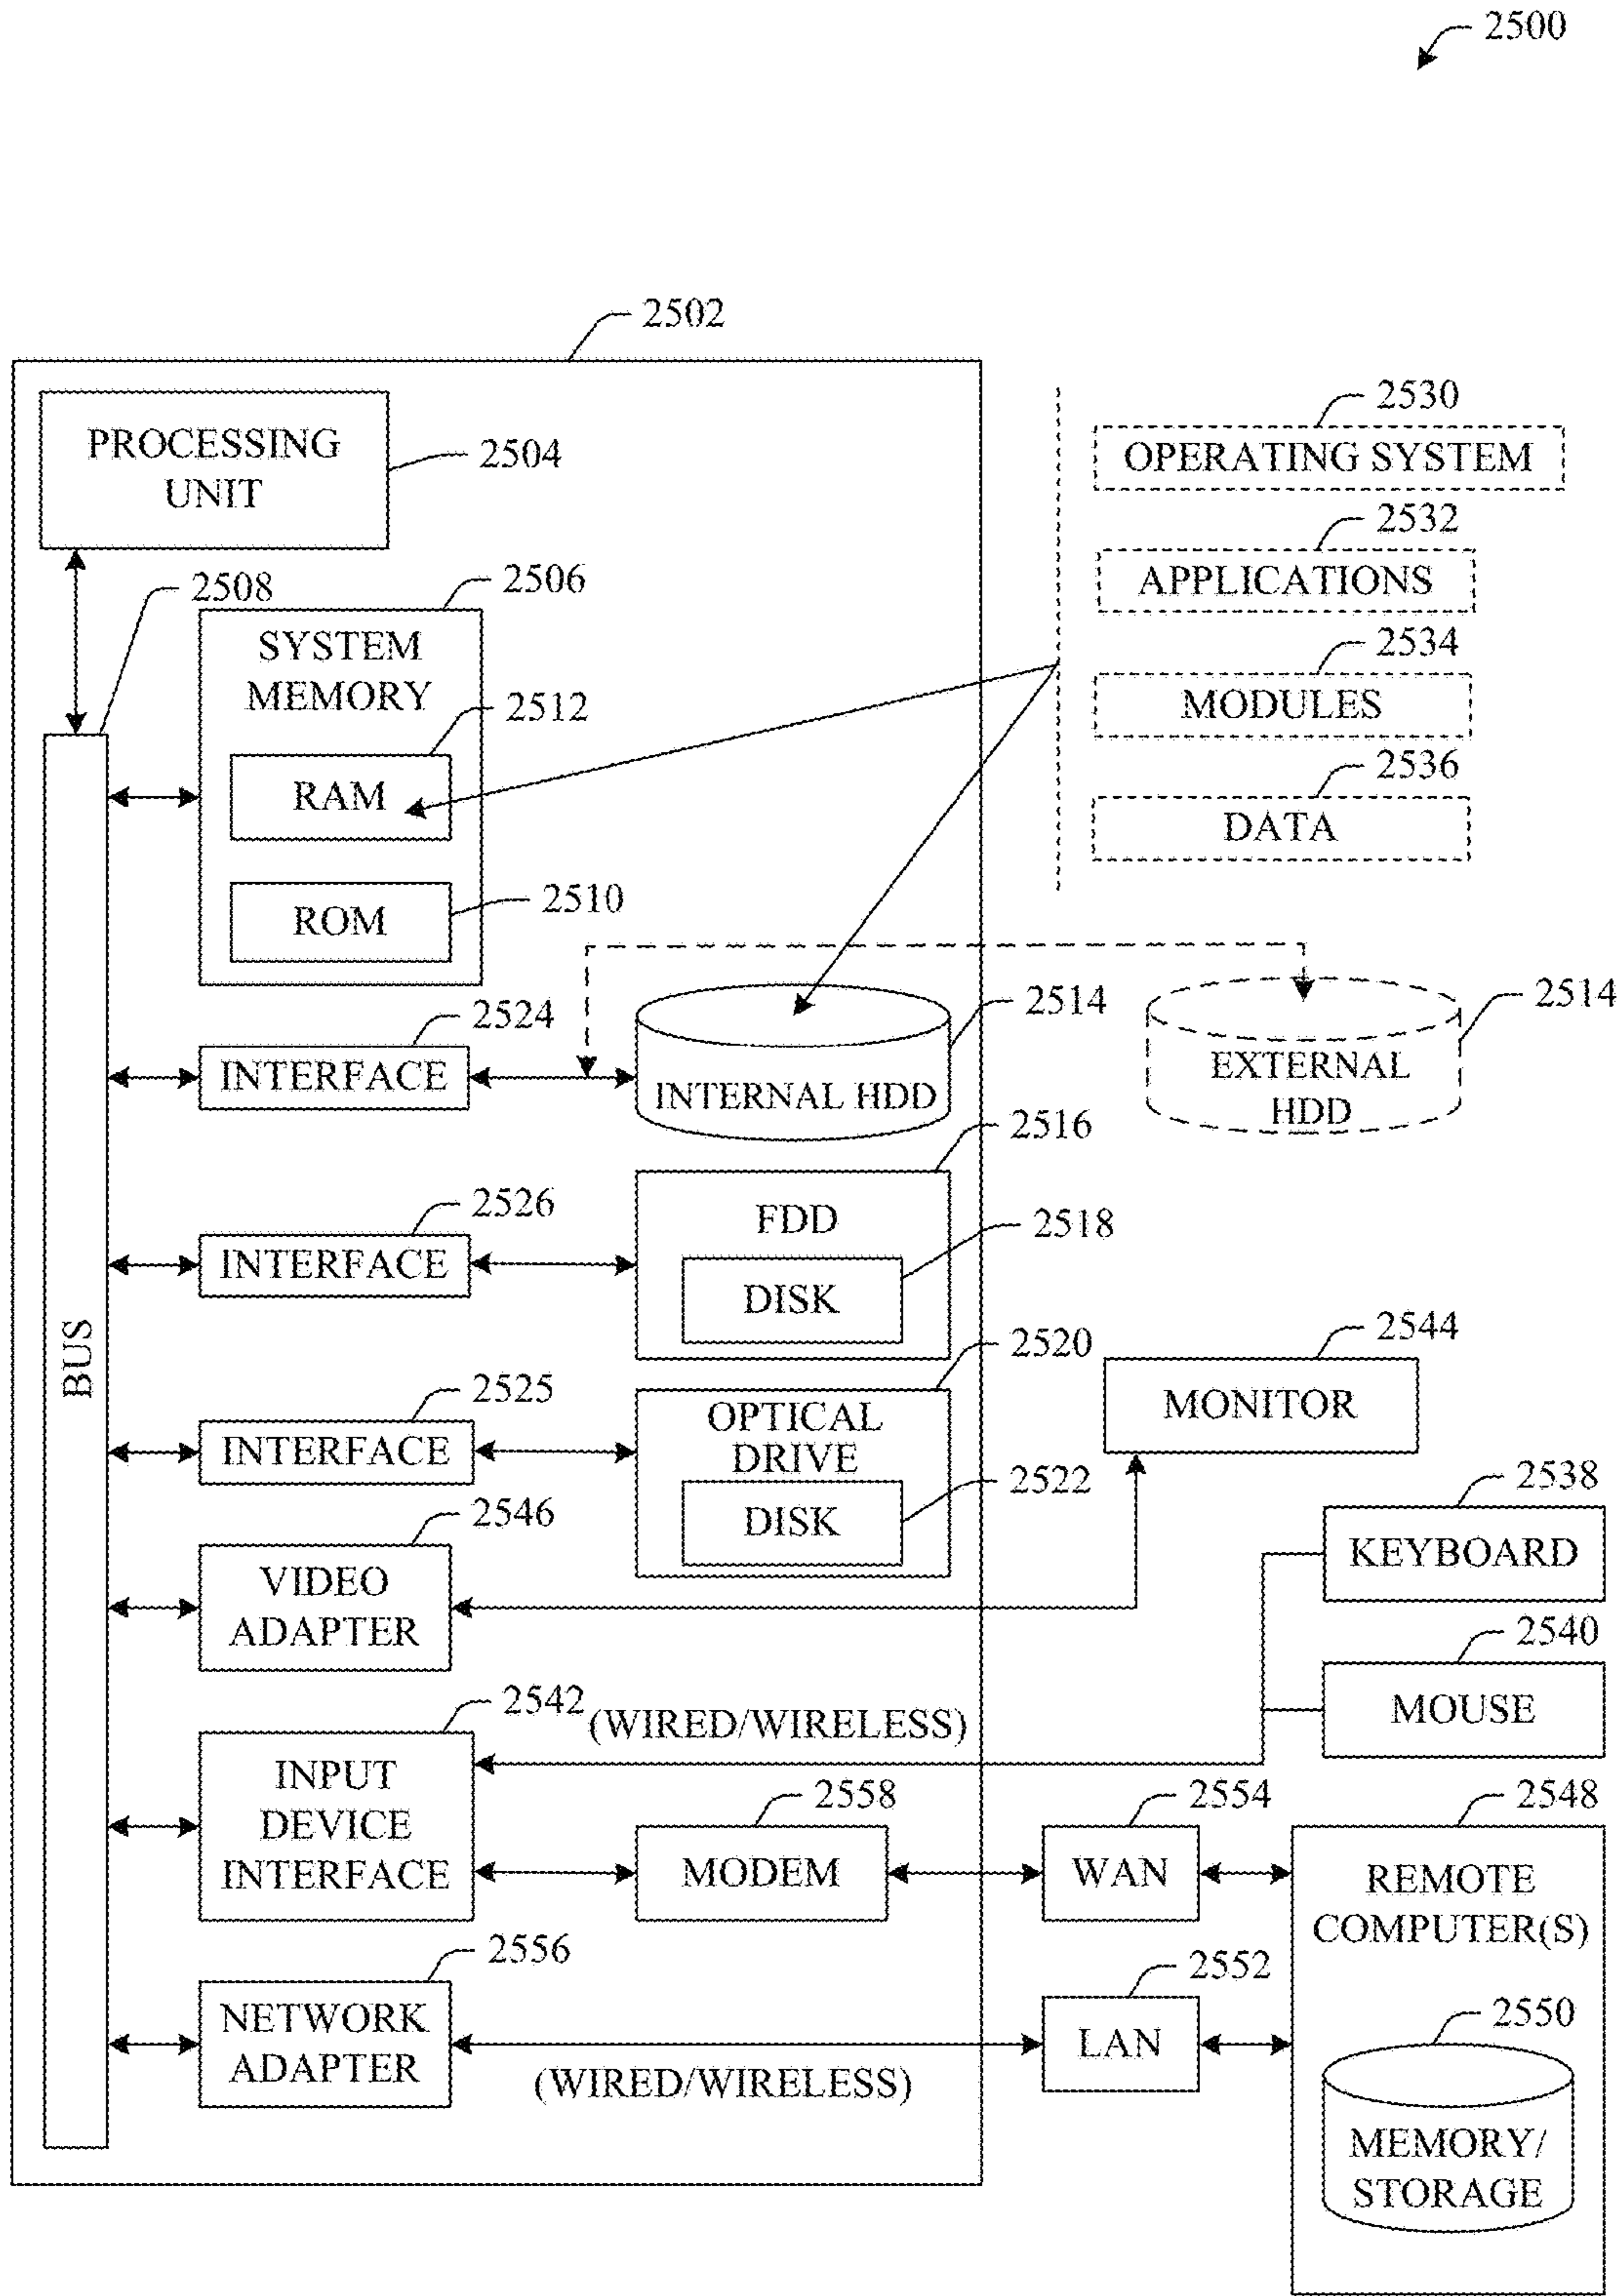 2500
2502
PROCESSING
UNIT
2504
2530
OPERATING SYSTEM
2532
APPLICATIONS
2534
MODULES
2536
DATA
2508
2506
SYSTEM
MEMORY
2512
RAM
2510
ROM
2524
INTERFACE
2514
INTERNAL HDD
2514
EXTERNAL
HDD
2526
INTERFACE
2516
FDD
2518
DISK
BUS
2525
INTERFACE
2520
OPTICAL
DRIVE
2522
DISK
2544
MONITOR
2546
VIDEO
ADAPTER
2538
KEYBOARD
2540
MOUSE
2542
(WIRED/WIRELESS)
INPUT
DEVICE
INTERFACE
2558
MODEM
2554
WAN
2548
REMOTE
COMPUTER(S)
2556
NETWORK
ADAPTER
(WIRED/WIRELESS)
2552
LAN
2550
MEMORY/
STORAGE